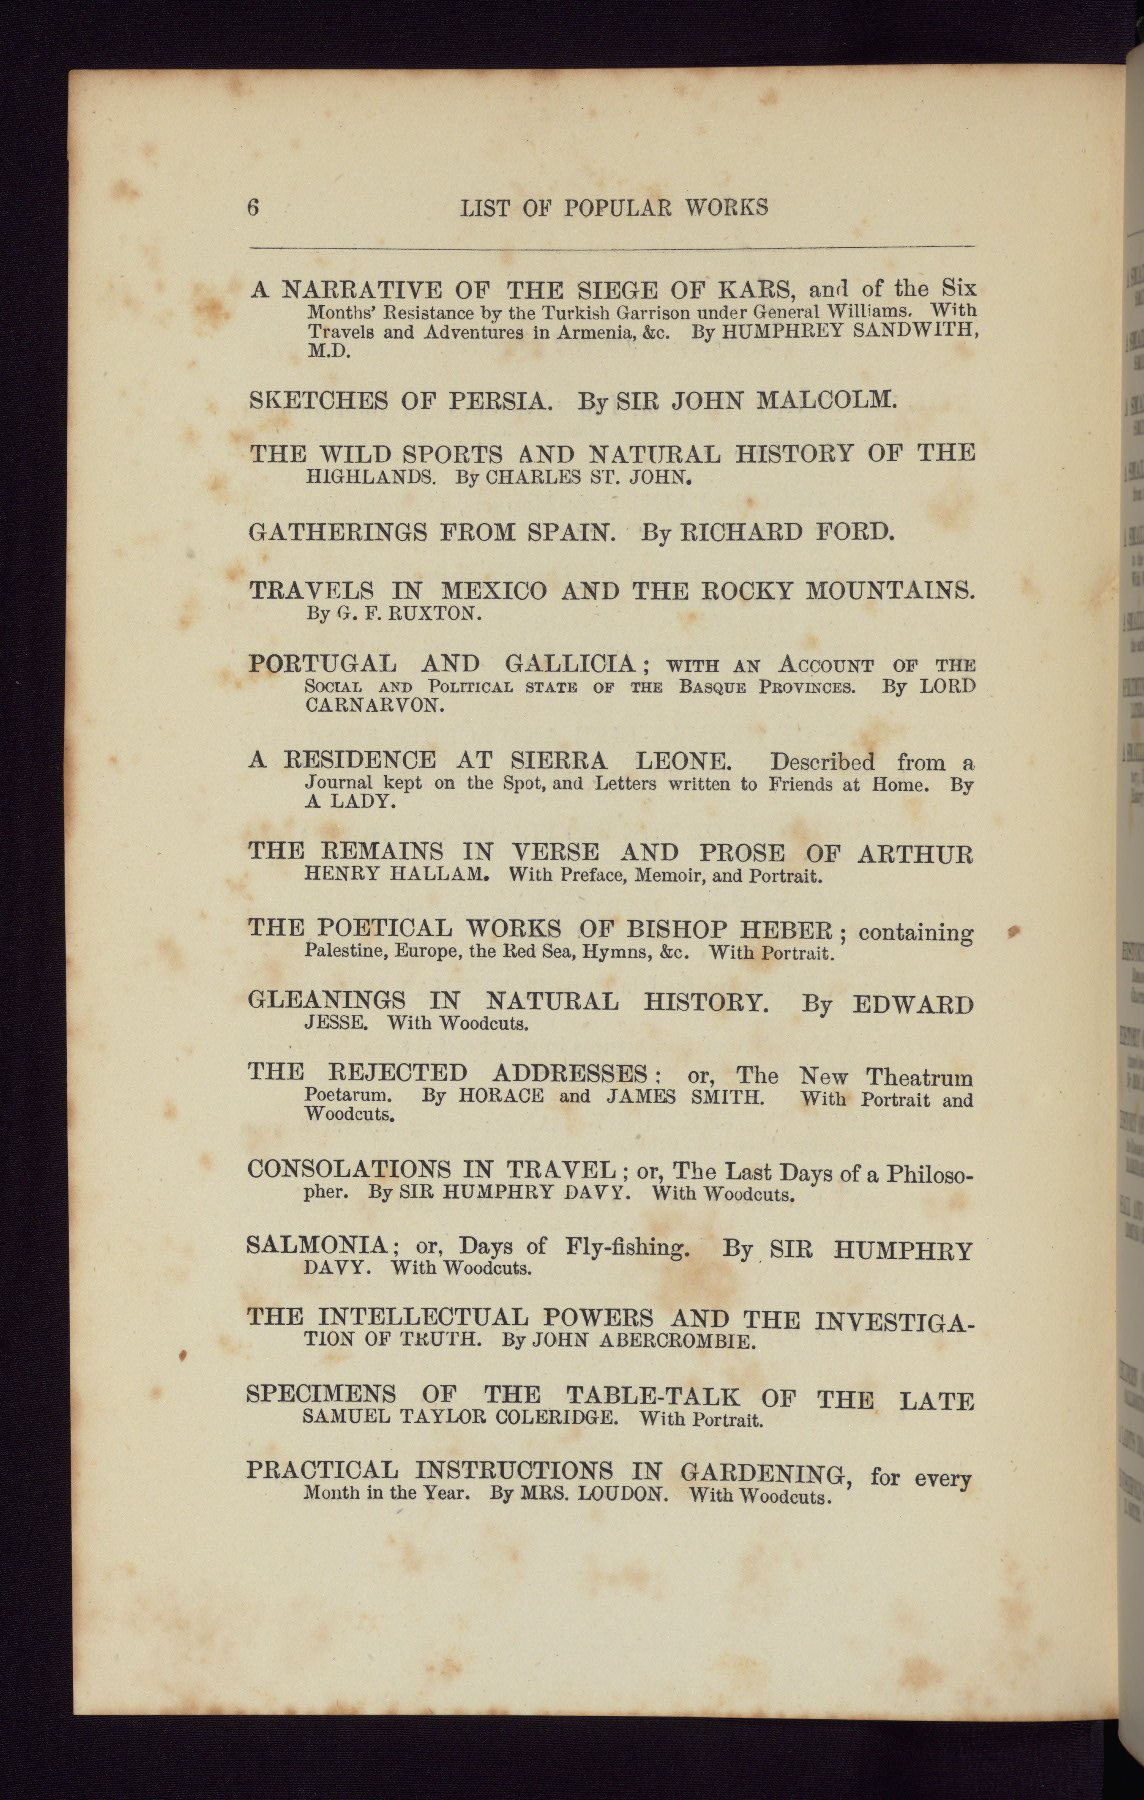 6 LIST OF POPULAR WORKS
A NARRATIVE OF THE SIEGE OF KARS, and of the Six
Months' Resistance by the Turkish Garrison under General Williams. With
Travels and Adventures in Armenia, &c. By HUMPHREY SANDWITH,
M.D.
SKETCHES OF PERSIA. By SIR JOHN MALCOLM.
THE WILD SPORTS AND NATURAL HISTORY OF THE
HIGHLANDS. By CHARLES ST. JOHN.
GATHERINGS FROM SPAIN. By RICHARD FORD.
TRAVELS IN MEXICO AND THE ROCKY MOUNTAINS.
By G. F. RUXTON.
PORTUGAL AND GALLICIA; WITH AN ACCOUNT OF THE
SOCIAL AND POLITICAL STATE OF THE BASQUE PROVINCES. By LORD
CARNARVON.
A RESIDENCE AT SIERRA LEONE. Described from a
Journal kept on the Spot, and Letters written to Friends at Home. By
A LADY.
THE REMAINS IN VERSE AND PROSE OF ARTHUR
HENRY HALLAM. With Preface, Memoir, and Portrait.
THE POETICAL WORKS OF BISHOP HEBER; containing
Palestine, Europe, the Red Sea, Hymns, &c. With Portrait.
GLEANINGS IN NATURAL HISTORY. By EDWARD
JESSE. With Woodcuts.
THE REJECTED ADDRESSES: or, The New Theatrum
Poetarum. By HORACE and JAMES SMITH. With Portrait and
Woodcuts.
CONSOLATIONS IN TRAVEL; or, The Last Days of a Philoso-
pher. By SIR HUMPHRY DAVY. With Woodcuts.
SALMONIA; or, Days of Fly-fishing. By SIR HUMPHRY
DAVY. With Woodcuts.
THE INTELLECTUAL POWERS AND THE INVESTIGA-
TION OF TRUTH. By JOHN ABERCROMBIE.
SPECIMENS OF THE TABLE-TALK OF THE LATE
SAMUEL TAYLOR COLERIDGE. With Portrait.
PRACTICAL INSTRUCTIONS IN GARDENING, for every
Month in the Year. By MRS. LOUDON. With Woodcuts.